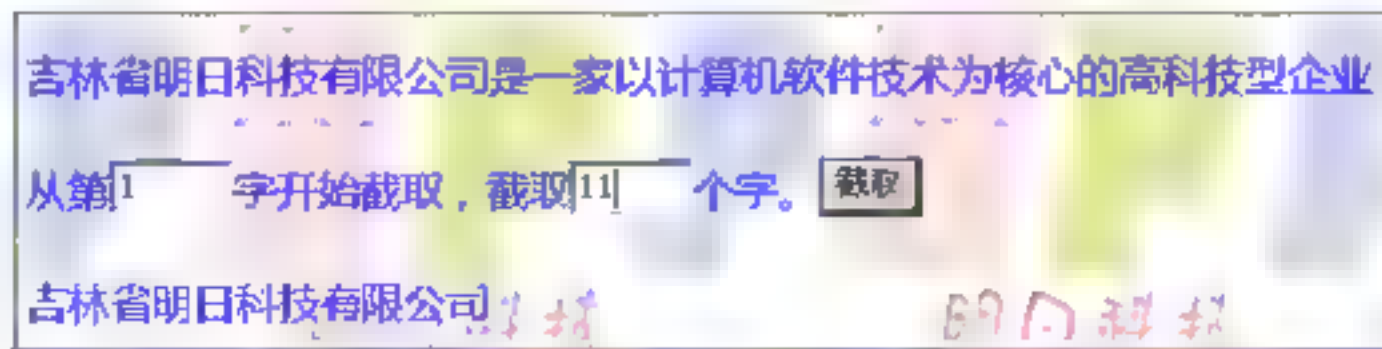 吉林省明日科技有限公司是一家以计算机软件技术为核心的高科技型企业
从第1字开始截取，截取11个字。 截取
吉林省明日科技有限公司
明日科技